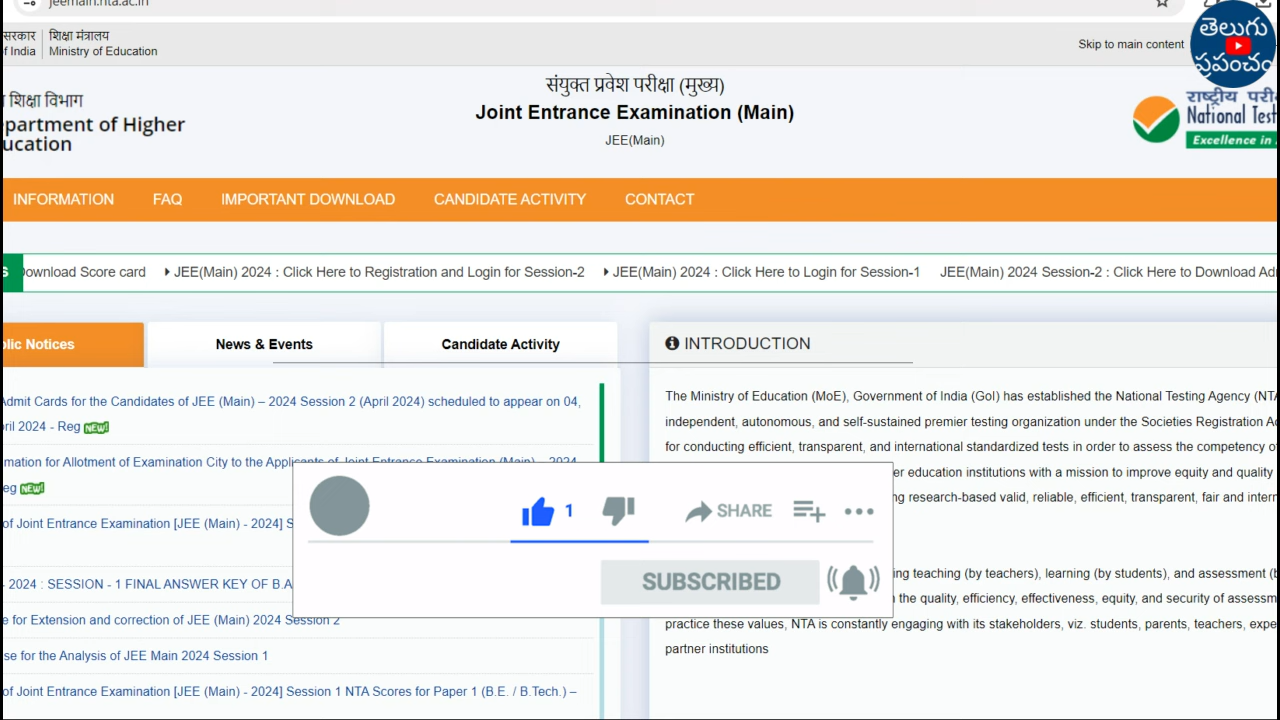 jeemain.nta.ac.in
सरकार
शिक्षा मंत्रालय
f India
Ministry of Education
Skip to main content
తెలుగు
ప్రపంచం
शिक्षा विभाग
partment of Higher
ucation
संयुक्त प्रवेश परीक्षा (मुख्य)
Joint Entrance Examination (Main)
JEE(Main)
राष्ट्रीय परी
National Test
Excellence in
INFORMATION
FAQ
IMPORTANT DOWNLOAD
CANDIDATE ACTIVITY
CONTACT
S
Download Score card
JEE(Main) 2024 : Click Here to Registration and Login for Session-2
JEE(Main) 2024 : Click Here to Login for Session-1
JEE(Main) 2024 Session-2 : Click Here to Download Ad
blic Notices
News & Events
Candidate Activity
Admit Cards for the Candidates of JEE (Main) – 2024 Session 2 (April 2024) scheduled to appear on 04,
ril 2024 - Reg NEW!
mation for Allotment of Examination City to the Applicants of Joint Entrance Examination (Main) – 2024
eg NEW!
of Joint Entrance Examination [JEE (Main) - 2024] S
- 2024 : SESSION - 1 FINAL ANSWER KEY OF B.A
e for Extension and correction of JEE (Main) 2024 Session 2
se for the Analysis of JEE Main 2024 Session 1
of Joint Entrance Examination [JEE (Main) - 2024] Session 1 NTA Scores for Paper 1 (B.E. / B.Tech.) –
INTRODUCTION
The Ministry of Education (MoE), Government of India (GoI) has established the National Testing Agency (NTA
independent, autonomous, and self-sustained premier testing organization under the Societies Registration Ac
for conducting efficient, transparent, and international standardized tests in order to assess the competency o
er education institutions with a mission to improve equity and quality
ng research-based valid, reliable, efficient, transparent, fair and intern
ing teaching (by teachers), learning (by students), and assessment (b
the quality, efficiency, effectiveness, equity, and security of assessm
practice these values, NTA is constantly engaging with its stakeholders, viz. students, parents, teachers, expe
partner institutions
1
SHARE
SUBSCRIBED